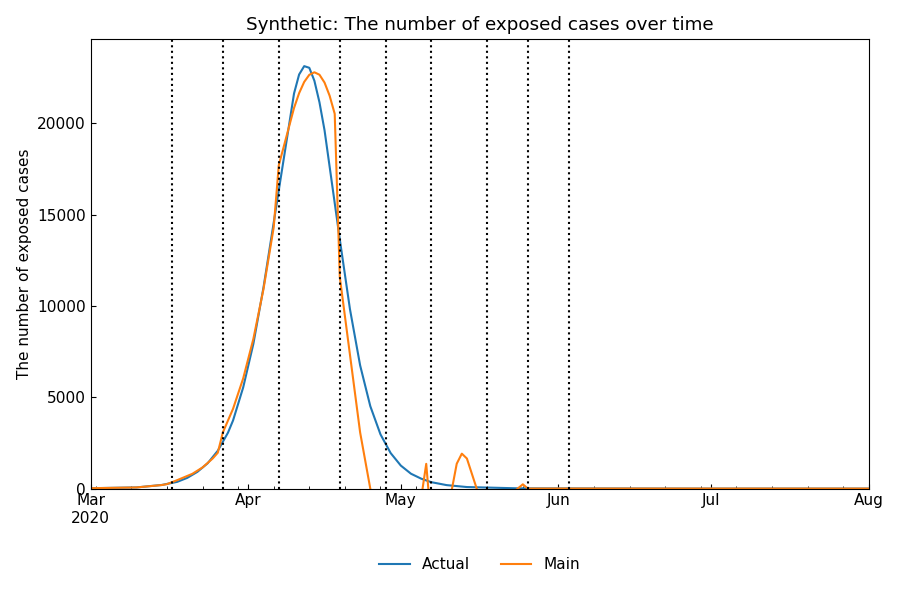 Synthetic: The number of exposed cases over time
The number of exposed cases
20000
15000
10000
5000
0
Mar Apr May Jun Jul Aug
2020
Actual Main